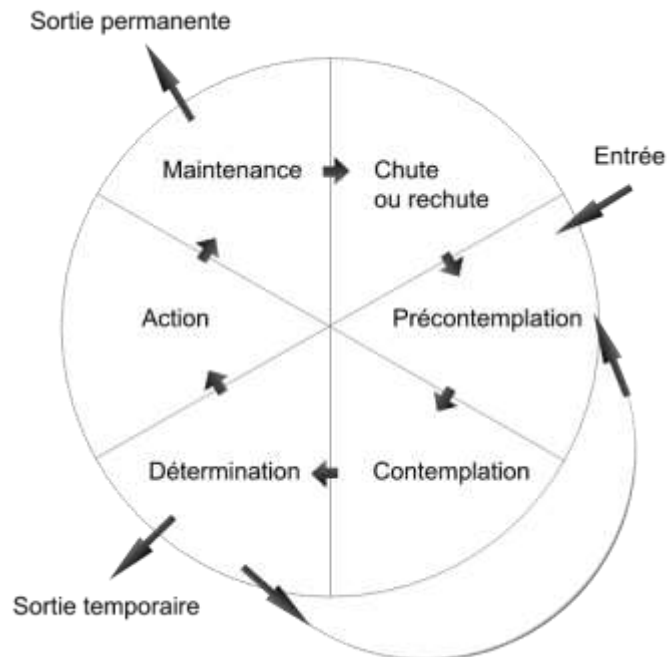 Sortie permanente
Entrée
Maintenance
Chute
ou rechute
Action
Précontemplation
Détermination
Contemplation
Sortie temporaire